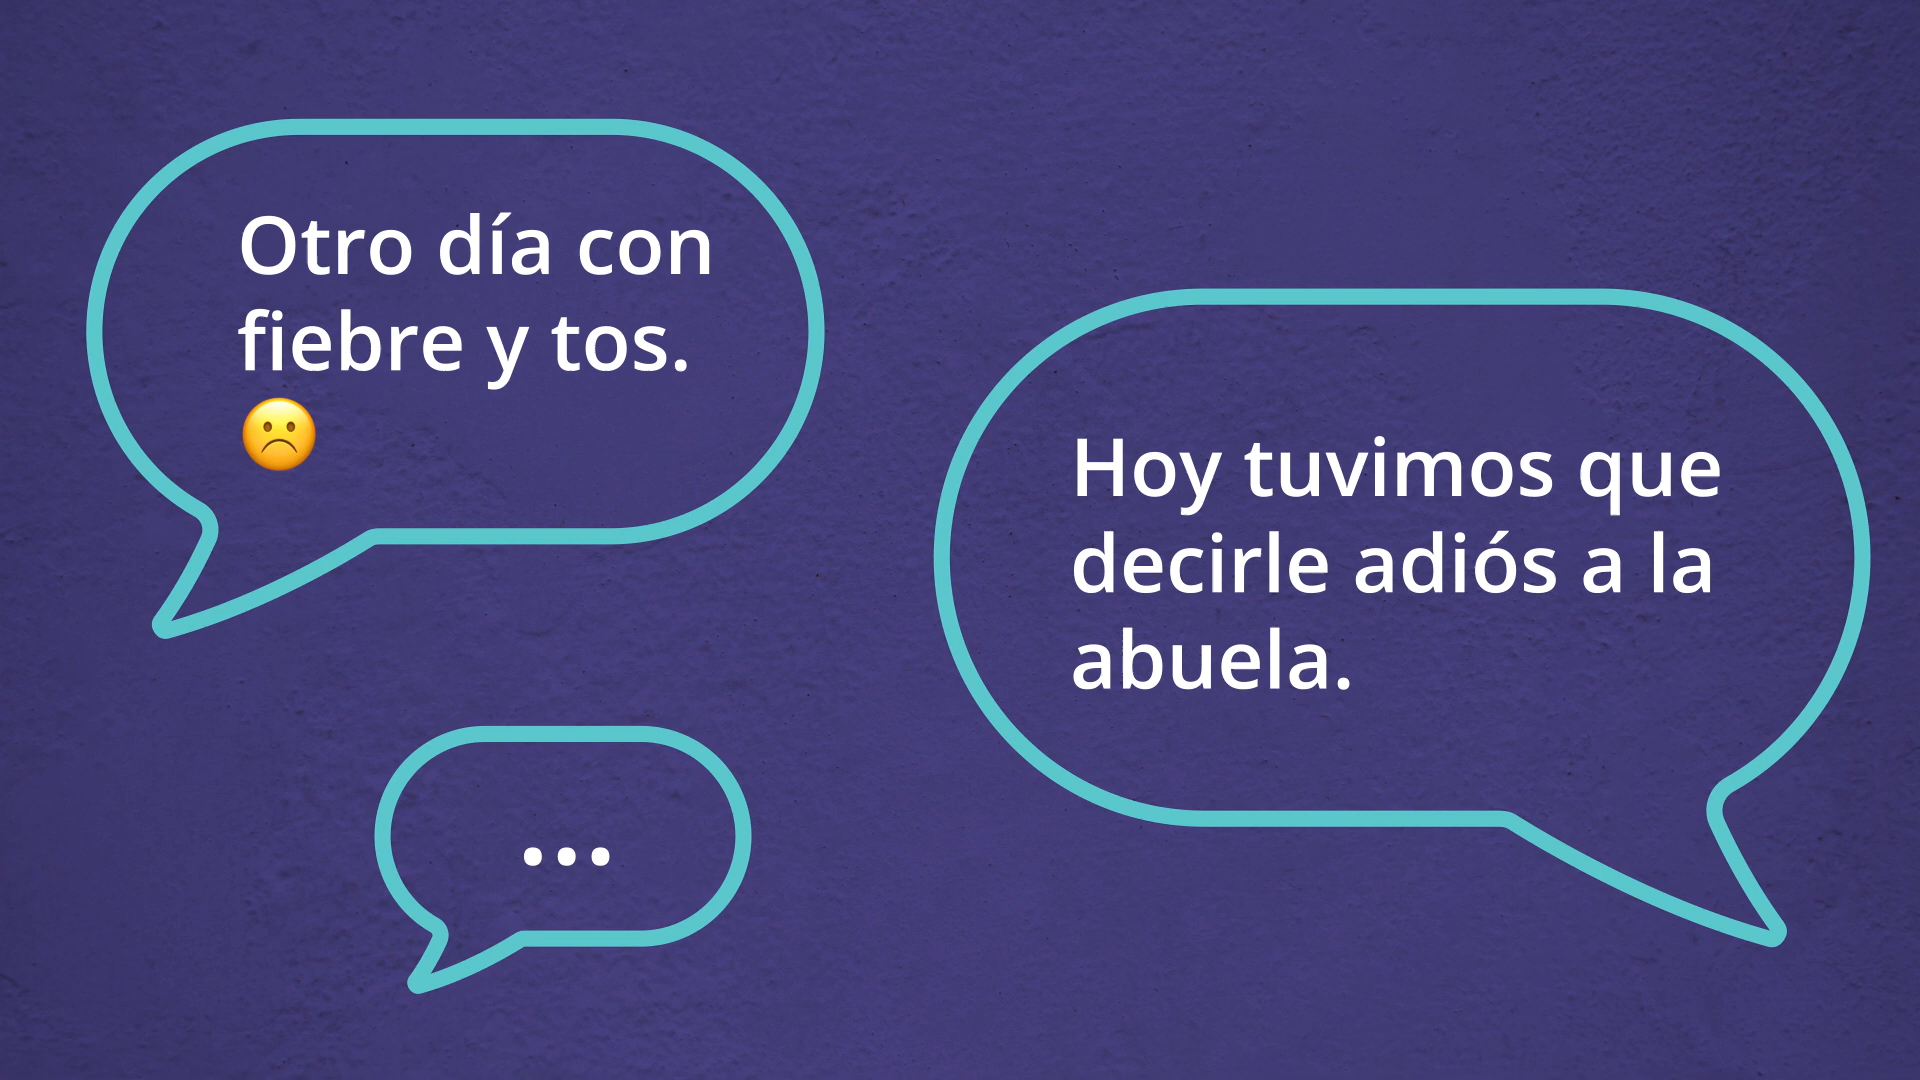 Otro día con
fiebre y tos.
☹️
Hoy tuvimos que
decirle adiós a la
abuela.
...